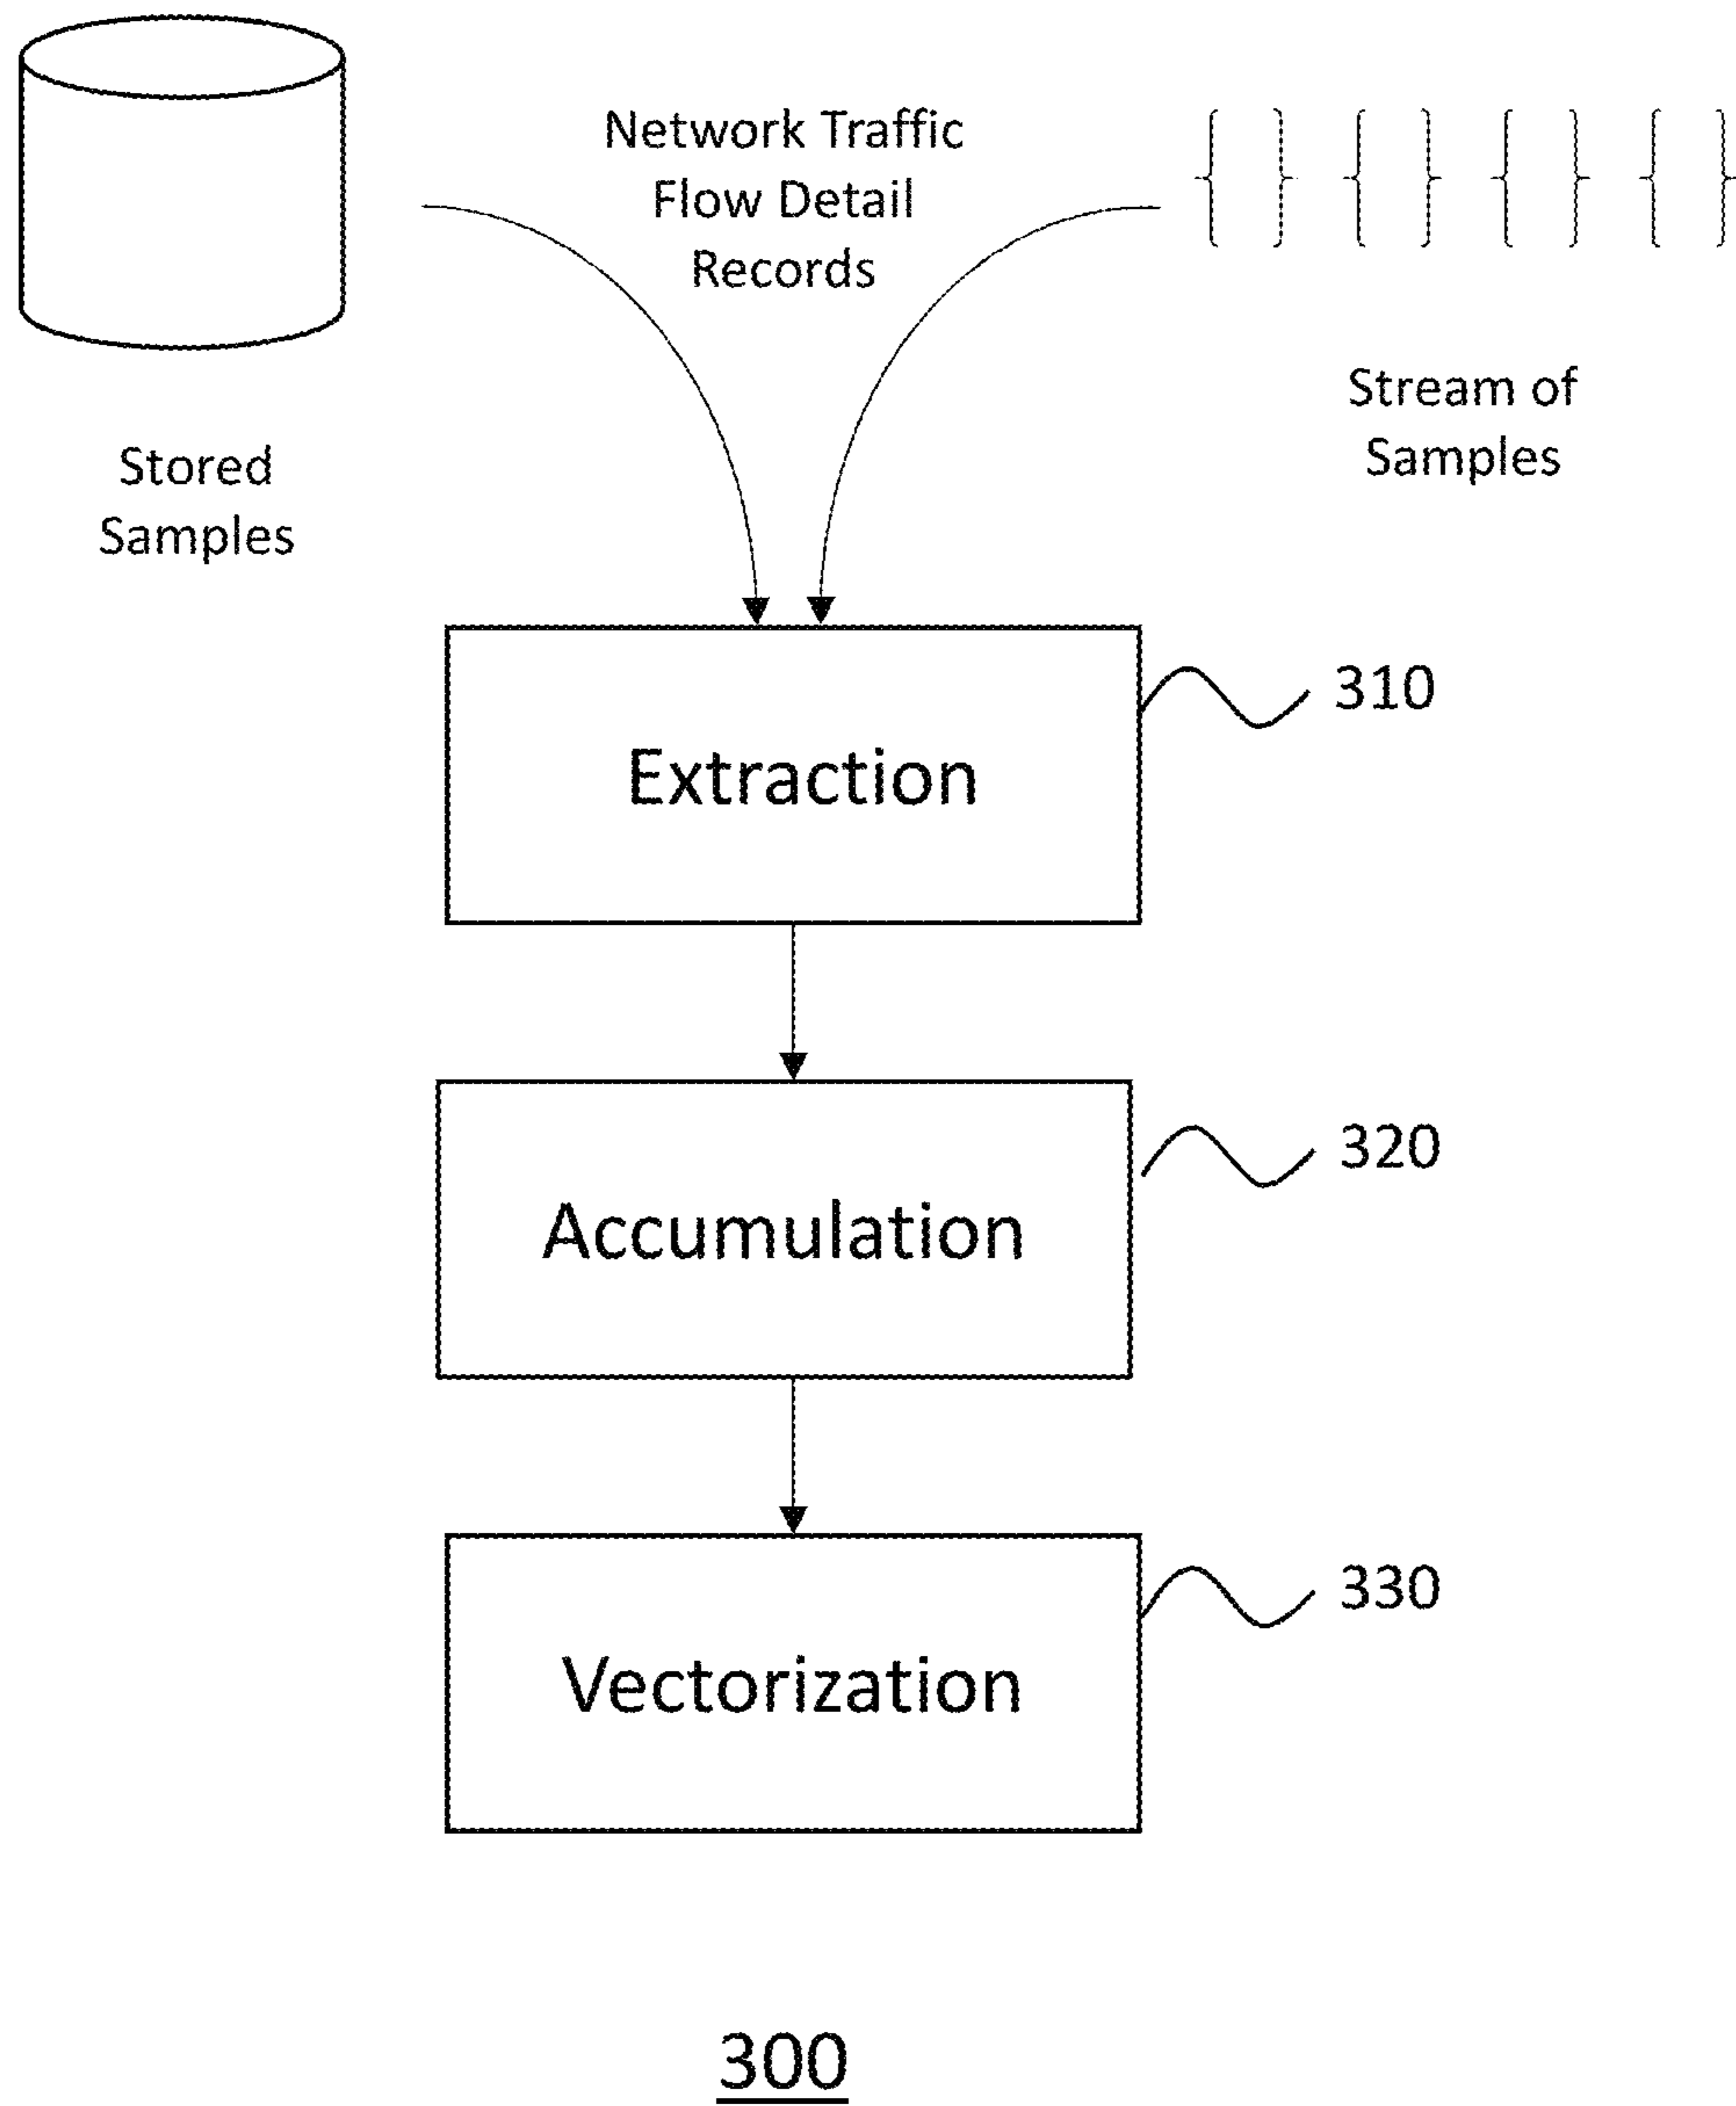 Network Traffic
Flow Detail
Records
Stream of
Samples
Stored
Samples
310
Extraction
320
Accumulation
330
Vectorization
300